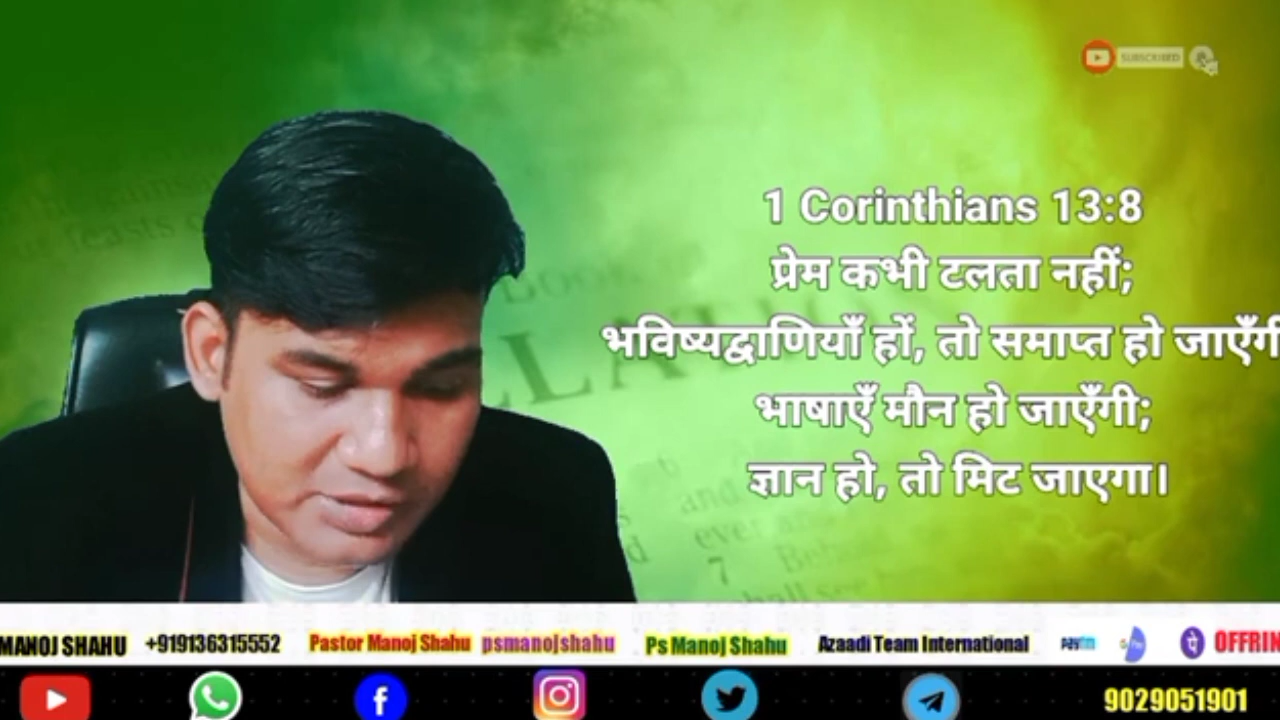 SUBSCRIBED
1 Corinthians 13:8
प्रेम कभी टलता नहीं;
भविष्यद्वाणियाँ हों, तो समाप्त हो जाएँगी
भाषाएँ मौन हो जाएँगी;
ज्ञान हो, तो मिट जाएगा।
MANOJ SHAHU +919136315552 Pastor Manoj Shahu psmanojshahu Ps Manoj Shahu Azaadi Team International Paytm पे OFFRIN
9029051901